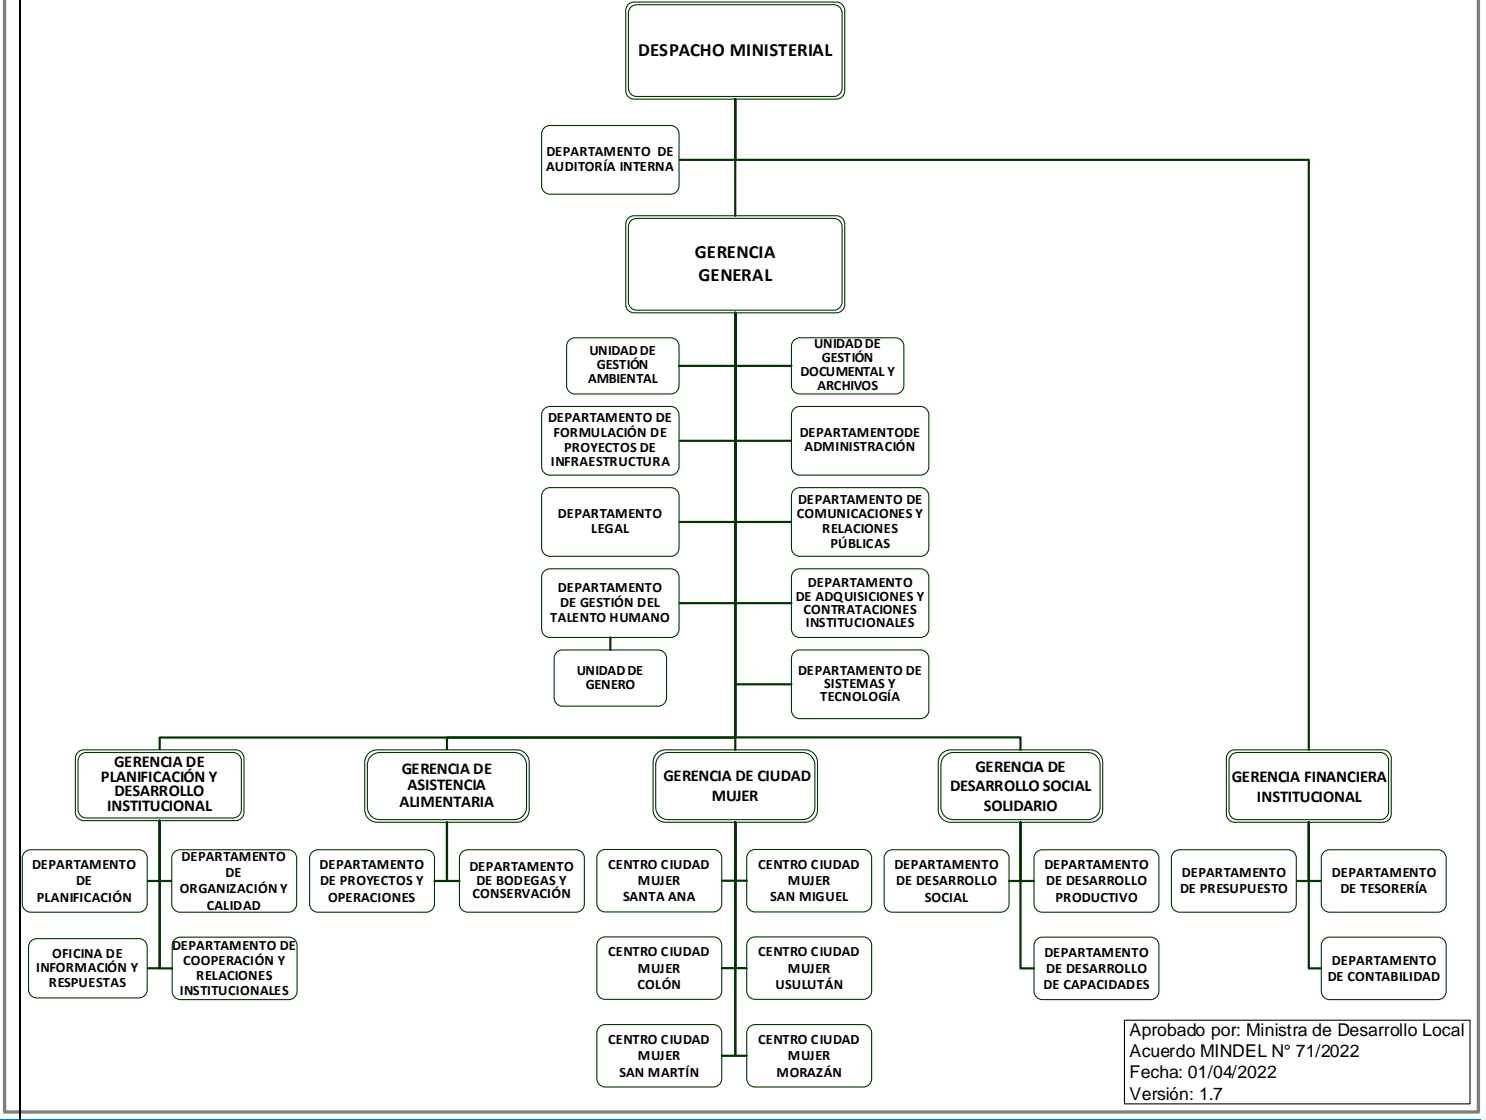 DESPACHO MINISTERIAL
DEPARTAMENTO DE
AUDITORÍA INTERNA
GERENCIA
GENERAL
UNIDAD DE
GESTIÓN
AMBIENTAL
UNIDAD DE
GESTIÓN
DOCUMENTAL Y
ARCHIVOS
DEPARTAMENTO DE
FORMULACIÓN DE
PROYECTOS DE
INFRAESTRUCTURA
DEPARTAMENTODE
ADMINISTRACIÓN
DEPARTAMENTO
LEGAL
DEPARTAMENTO DE
COMUNICACIONES Y
RELACIONES
PÚBLICAS
DEPARTAMENTO
DE GESTIÓN DEL
TALENTO HUMANO
DEPARTAMENTO
DE ADQUISICIONES Y
CONTRATACIONES
INSTITUCIONALES
UNIDAD DE
GENERO
DEPARTAMENTO DE
SISTEMAS Y
TECNOLOGÍA
GERENCIA DE
PLANIFICACIÓN Y
DESARROLLO
INSTITUCIONAL
GERENCIA DE
ASISTENCIA
ALIMENTARIA
GERENCIA DE CIUDAD
MUJER
GERENCIA DE
DESARROLLO SOCIAL
SOLIDARIO
GERENCIA FINANCIERA
INSTITUCIONAL
DEPARTAMENTO
DE
PLANIFICACIÓN
DEPARTAMENTO
DE
ORGANIZACIÓN Y
CALIDAD
DEPARTAMENTO
DE PROYECTOS Y
OPERACIONES
DEPARTAMENTO
DE BODEGAS Y
CONSERVACIÓN
CENTRO CIUDAD
MUJER
SANTA ANA
CENTRO CIUDAD
MUJER
SAN MIGUEL
DEPARTAMENTO
DE DESARROLLO
SOCIAL
DEPARTAMENTO
DE DESARROLLO
PRODUCTIVO
DEPARTAMENTO
DE PRESUPUESTO
DEPARTAMENTO
DE TESORERÍA
OFICINA DE
INFORMACIÓN Y
RESPUESTAS
DEPARTAMENTO DE
COOPERACIÓN Y
RELACIONES
INSTITUCIONALES
CENTRO CIUDAD
MUJER
COLÓN
CENTRO CIUDAD
MUJER
USULUTÁN
DEPARTAMENTO
DE DESARROLLO
DE CAPACIDADES
DEPARTAMENTO
DE CONTABILIDAD
CENTRO CIUDAD
MUJER
SAN MARTÍN
CENTRO CIUDAD
MUJER
MORAZÁN
Aprobado por: Ministra de Desarrollo Local
Acuerdo MINDEL N° 71/2022
Fecha: 01/04/2022
Versión: 1.7